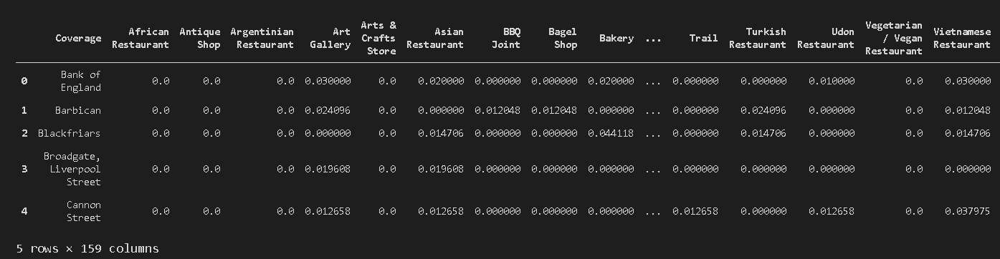 Coverage African Restaurant Antique Shop Argentinian Restaurant Art Gallery Arts & Crafts Store Asian Restaurant BBQ Joint Bagel Shop Bakery ... Trail Turkish Restaurant Udon Restaurant Vegetarian / Vegan Restaurant Vietnamese Restaurant
0 Bank of England 0.0 0.0 0.0 0.030000 0.0 0.020000 0.000000 0.000000 0.020000 ... 0.000000 0.000000 0.010000 0.0 0.030000
1 Barbican 0.0 0.0 0.0 0.024096 0.0 0.000000 0.012048 0.012048 0.000000 ... 0.000000 0.024096 0.000000 0.0 0.012048
2 Blackfriars 0.0 0.0 0.0 0.000000 0.0 0.014706 0.000000 0.000000 0.044118 ... 0.000000 0.014706 0.000000 0.0 0.014706
3 Broadgate, Liverpool Street 0.0 0.0 0.0 0.019608 0.0 0.019608 0.000000 0.000000 0.000000 ... 0.000000 0.000000 0.000000 0.0 0.000000
4 Cannon Street 0.0 0.0 0.0 0.012658 0.0 0.012658 0.000000 0.000000 0.000000 ... 0.012658 0.000000 0.012658 0.0 0.037975
5 rows × 159 columns